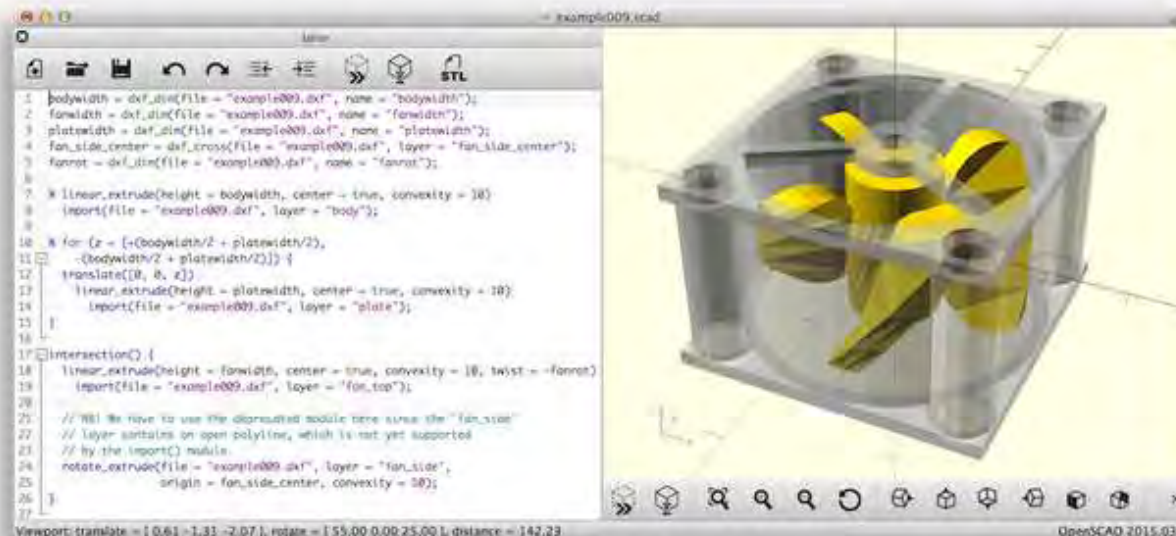 example009.scad
Editor
STL
1 bodywidth = dxf_dim(file = "example009.dxf", name = "bodywidth");
2 fanwidth = dxf_dim(file = "example009.dxf", name = "fanwidth");
3 platewidth = dxf_dim(file = "example009.dxf", name = "platewidth");
4 fan_side_center = dxf_cross(file = "example009.dxf", layer = "fan_side_center");
5 fanrot = dxf_dim(file = "example009.dxf", name = "fanrot");
6
7 % linear_extrude(height = bodywidth, center = true, convexity = 10)
8 import(file = "example009.dxf", layer = "body");
9
10 % for (z = [+(bodywidth/2 + platewidth/2),
11 -(bodywidth/2 + platewidth/2)]) {
12 translate([0, 0, z])
13 linear_extrude(height = platewidth, center = true, convexity = 10)
14 import(file = "example009.dxf", layer = "plate");
15 }
16
17 intersection() {
18 linear_extrude(height = fanwidth, center = true, convexity = 10, twist = -fanrot)
19 import(file = "example009.dxf", layer = "fan_top");
20
21 // NB! We have to use the deprecated module here since the "fan_side"
22 // layer contains an open polyline, which is not yet supported
23 // by the import() module.
24 rotate_extrude(file = "example009.dxf", layer = "fan_side",
25 origin = fan_side_center, convexity = 10);
26 }
27
Viewport: translate = [ 0.61 -1.31 -2.07 ], rotate = [ 55.00 0.00 25.00 ], distance = 142.23
OpenSCAD 2015.03